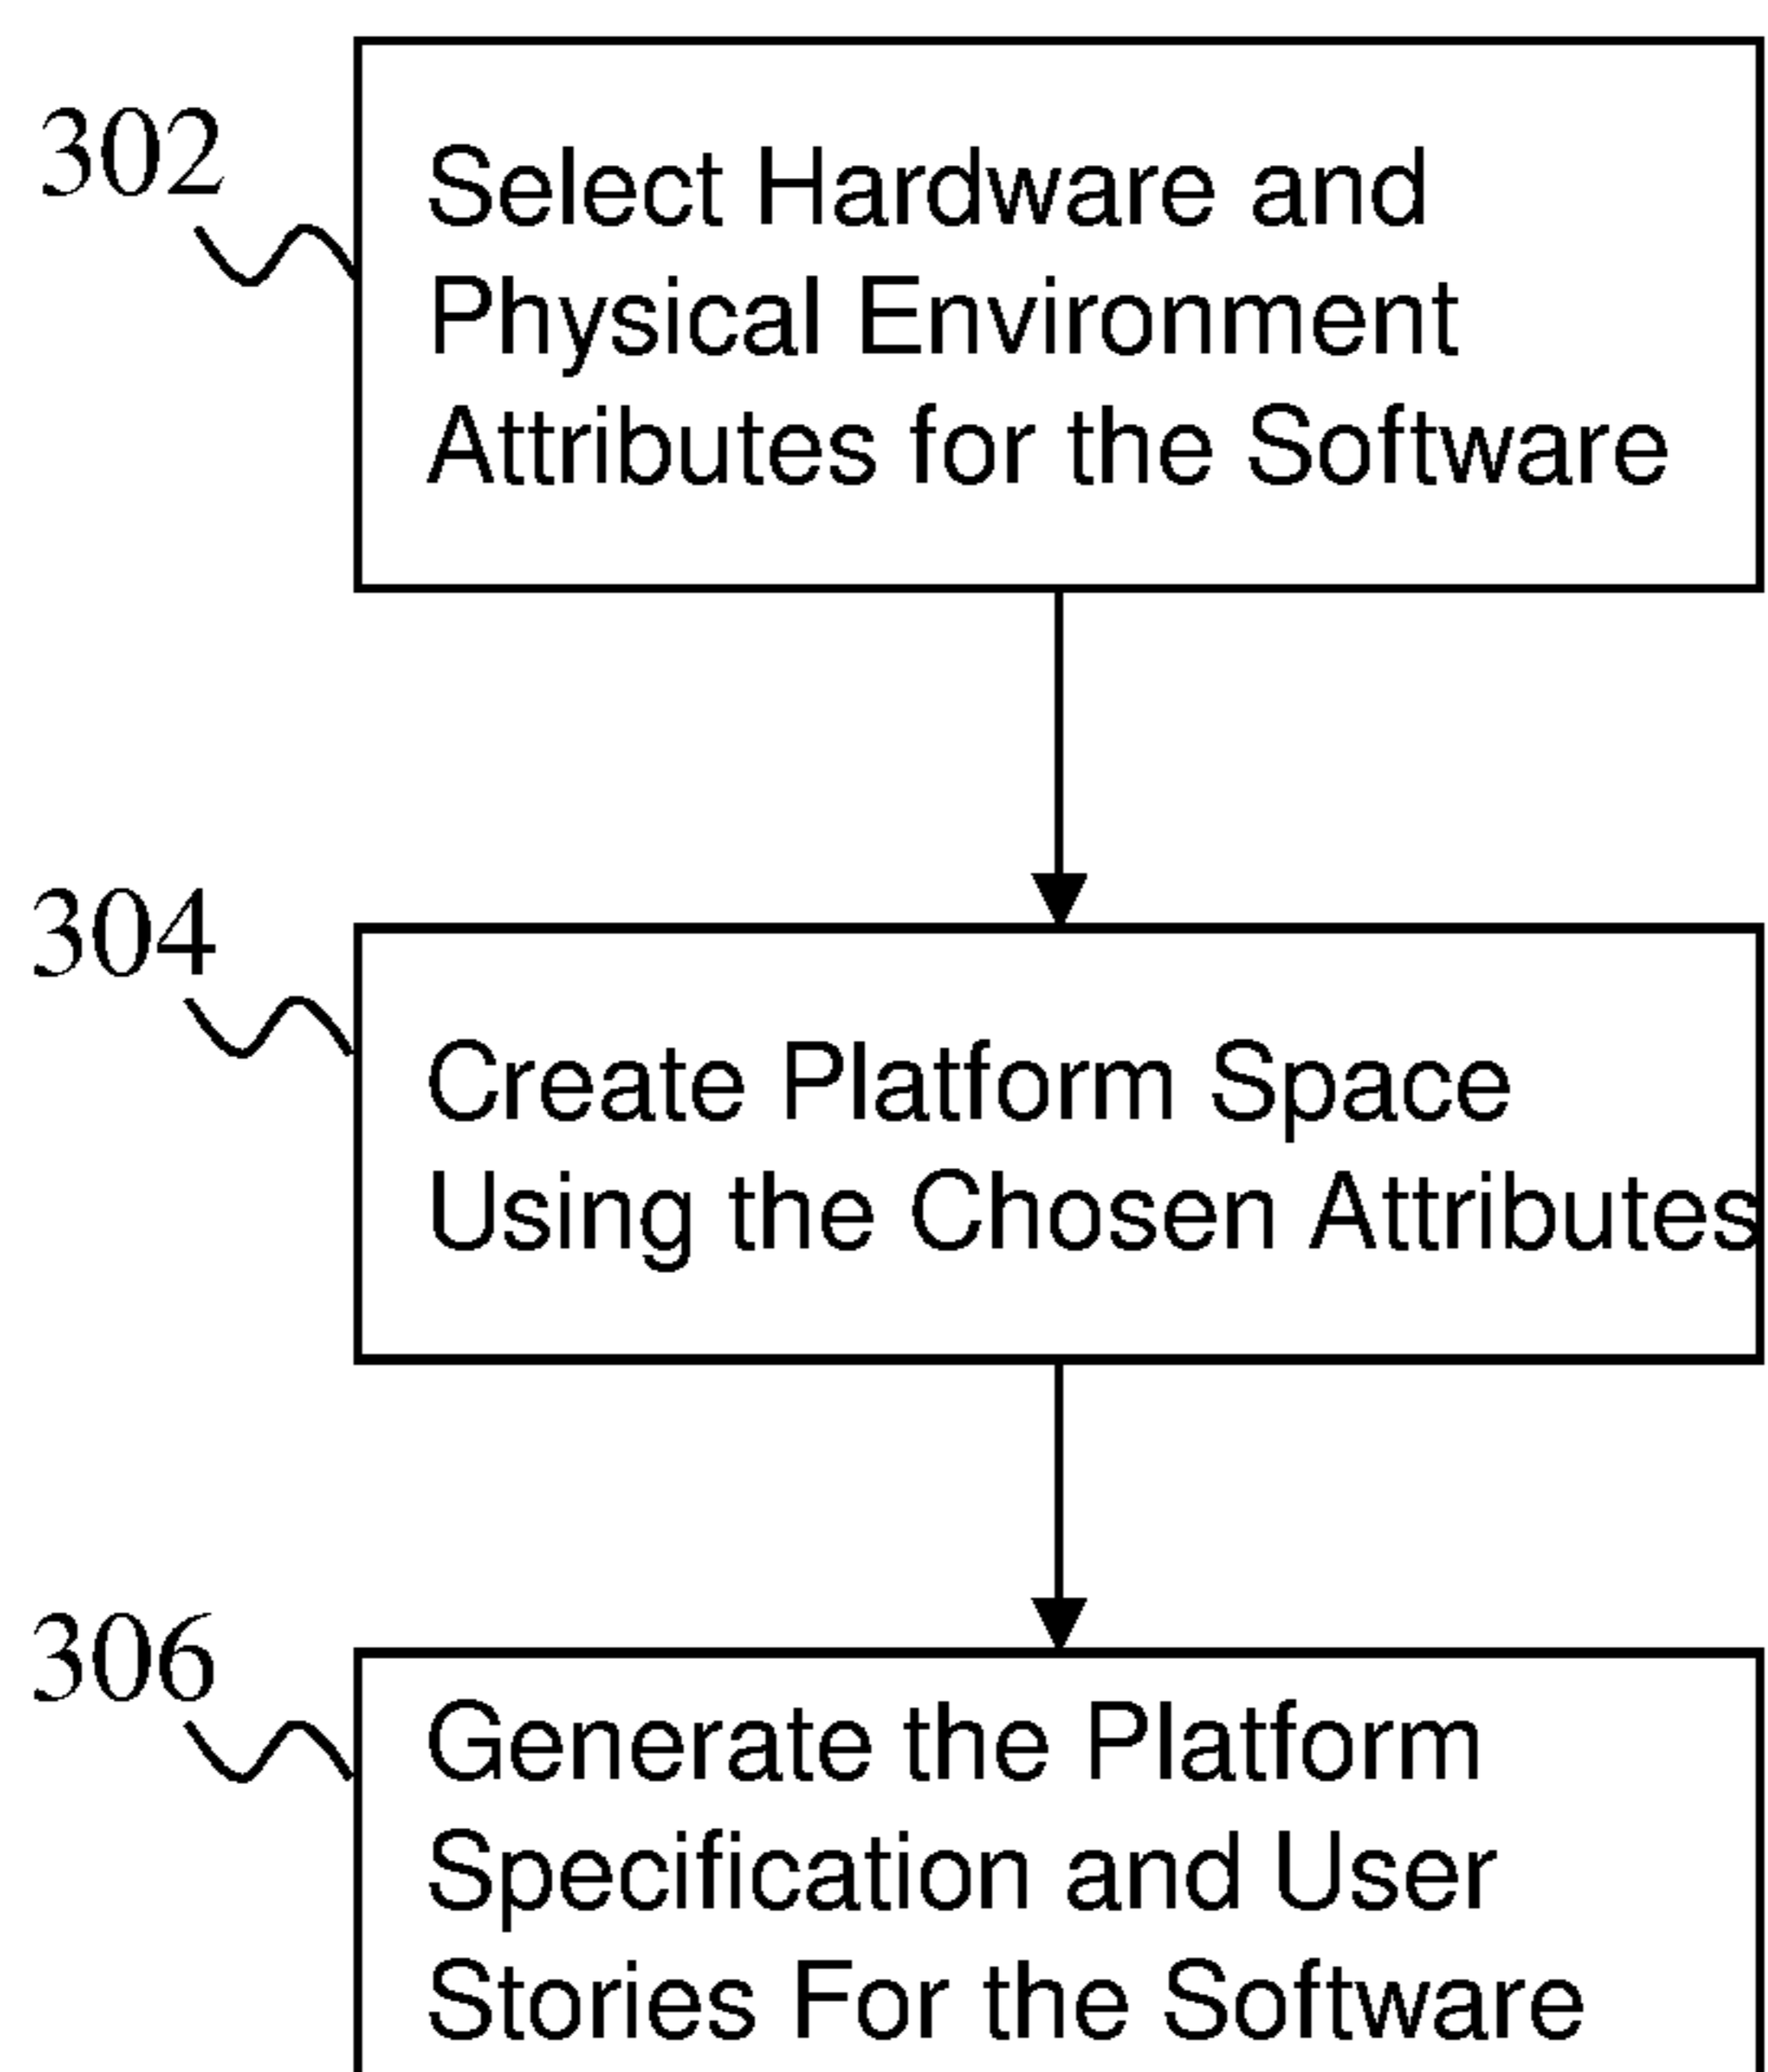 302
Select Hardware and
Physical Environment
Attributes for the Software
304
Create Platform Space
Using the Chosen Attributes
306
Generate the Platform
Specification and User
Stories For the Software